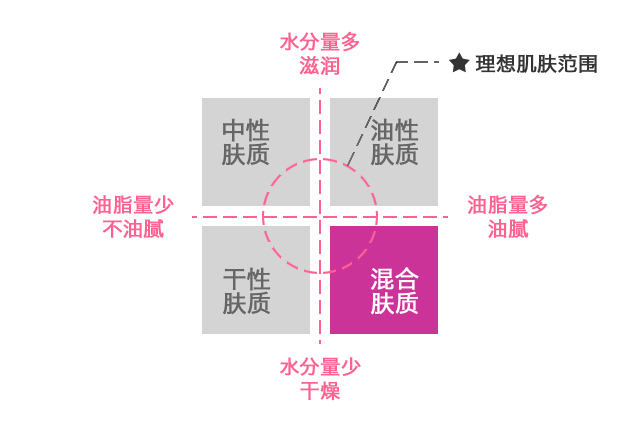 水分量多
滋润
★理想肌肤范围
中性
肤质
油性
肤质
油脂量少
不油腻
油脂量多
油腻
干性
肤质
混合
肤质
水分量少
干燥